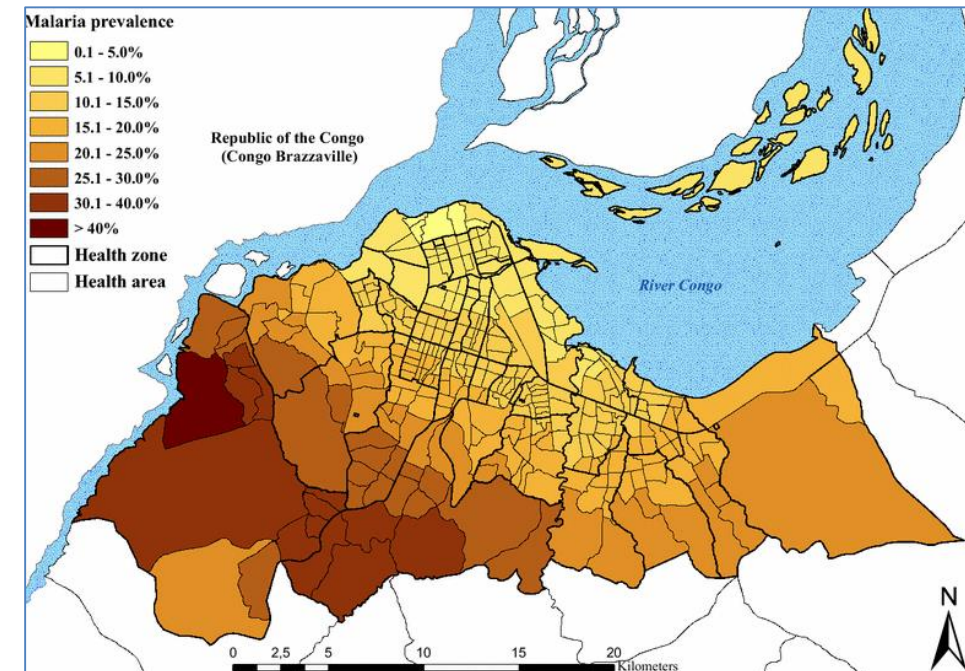 Malaria prevalence
0.1 - 5.0%
5.1 - 10.0%
10.1 - 15.0%
15.1 - 20.0%
20.1 - 25.0%
25.1 - 30.0%
30.1 - 40.0%
> 40%
Health zone
Health area
Republic of the Congo
(Congo Brazzaville)
River Congo
N
0 2,5 5 10 15 20
Kilometers